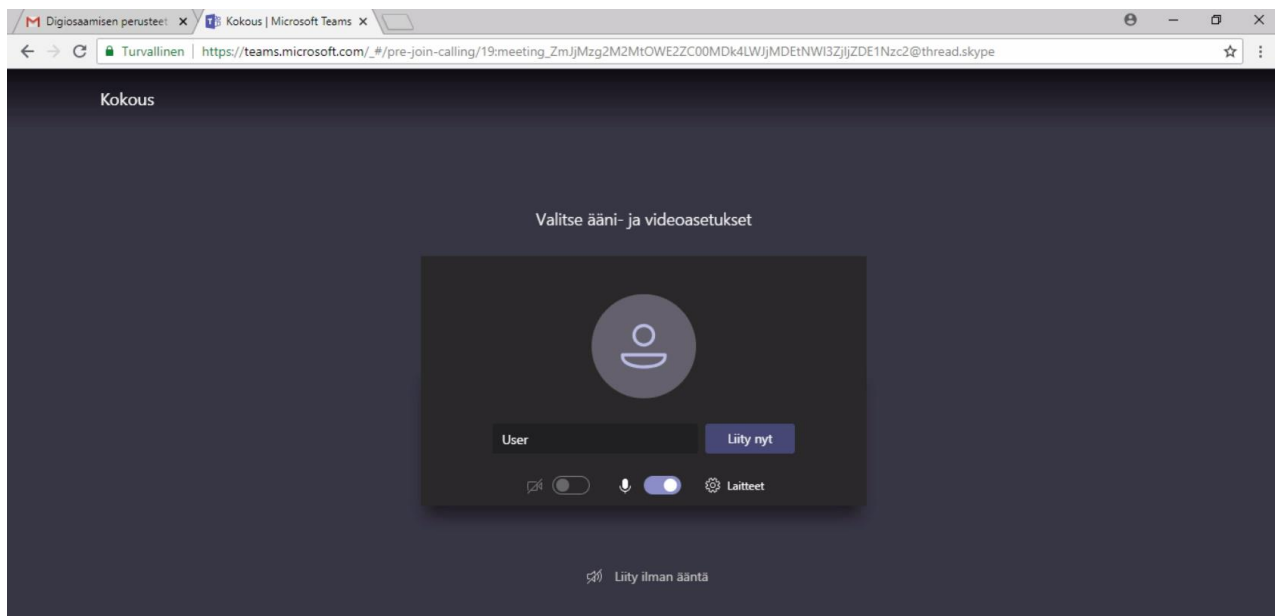 Digiosaamisen perusteet
Kokous | Microsoft Teams
Turvallinen | https://teams.microsoft.com/_#/pre-join-calling/19:meeting_ZmJjMzg2M2MtOWE2ZC00MDk4LWJjMDEtNWI3ZjljZDE1Nzc2@thread.skype
Kokous
Valitse ääni- ja videoasetukset
User
Liity nyt
Laitteet
Liity ilman ääntä